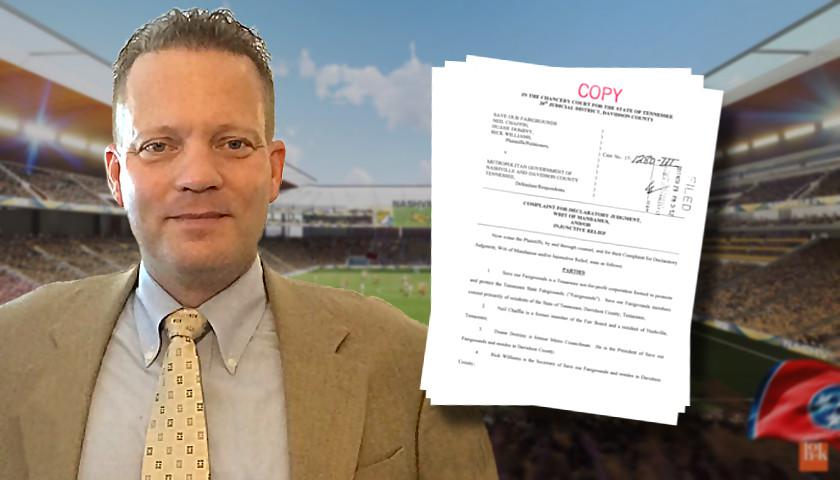 COPY
IN THE CHANCERY COURT FOR THE STATE OF TENNESSEE
20th JUDICIAL DISTRICT, DAVIDSON COUNTY
SAVE OUR FAIRGROUNDS
NEIL CHAFFIN,
DUANE DOMINY,
RICK WILLIAMS,
Plaintiffs/Petitioners,
v
Case No. 17-1280-III
METROPOLITAN GOVERNMENT OF
NASHVILLE AND DAVIDSON COUNTY
TENNESSEE,
Defendants/Respondents.
FILED
COMPLAINT FOR DECLARATORY JUDGMENT,
WRIT OF MANDAMUS,
AND/OR
INJUNCTIVE RELIEF
Now come the Plaintiffs, by and through counsel, and for their Complaint for Declaratory
Judgment, Writ of Mandamus and/or Injunctive Relief, state as follows:
PARTIES
1. Save our Fairgrounds is a Tennessee not-for-profit corporation formed to promote
and protect the Tennessee State Fairgrounds ("Fairgrounds"). Save our Fairgrounds members
consist primarily of residents of the State of Tennessee, Davidson County, Tennessee.
2. Neil Chaffin is a former member of the Fair Board and a resident of Nashville,
Tennessee.
3. Duane Dominy is former Metro Councilman. He is the President of Save our
Fairgrounds and resides in Davidson County.
4. Rick Williams is the Secretary of Save our Fairgrounds and resides in Davidson
County.
NASHVILLE